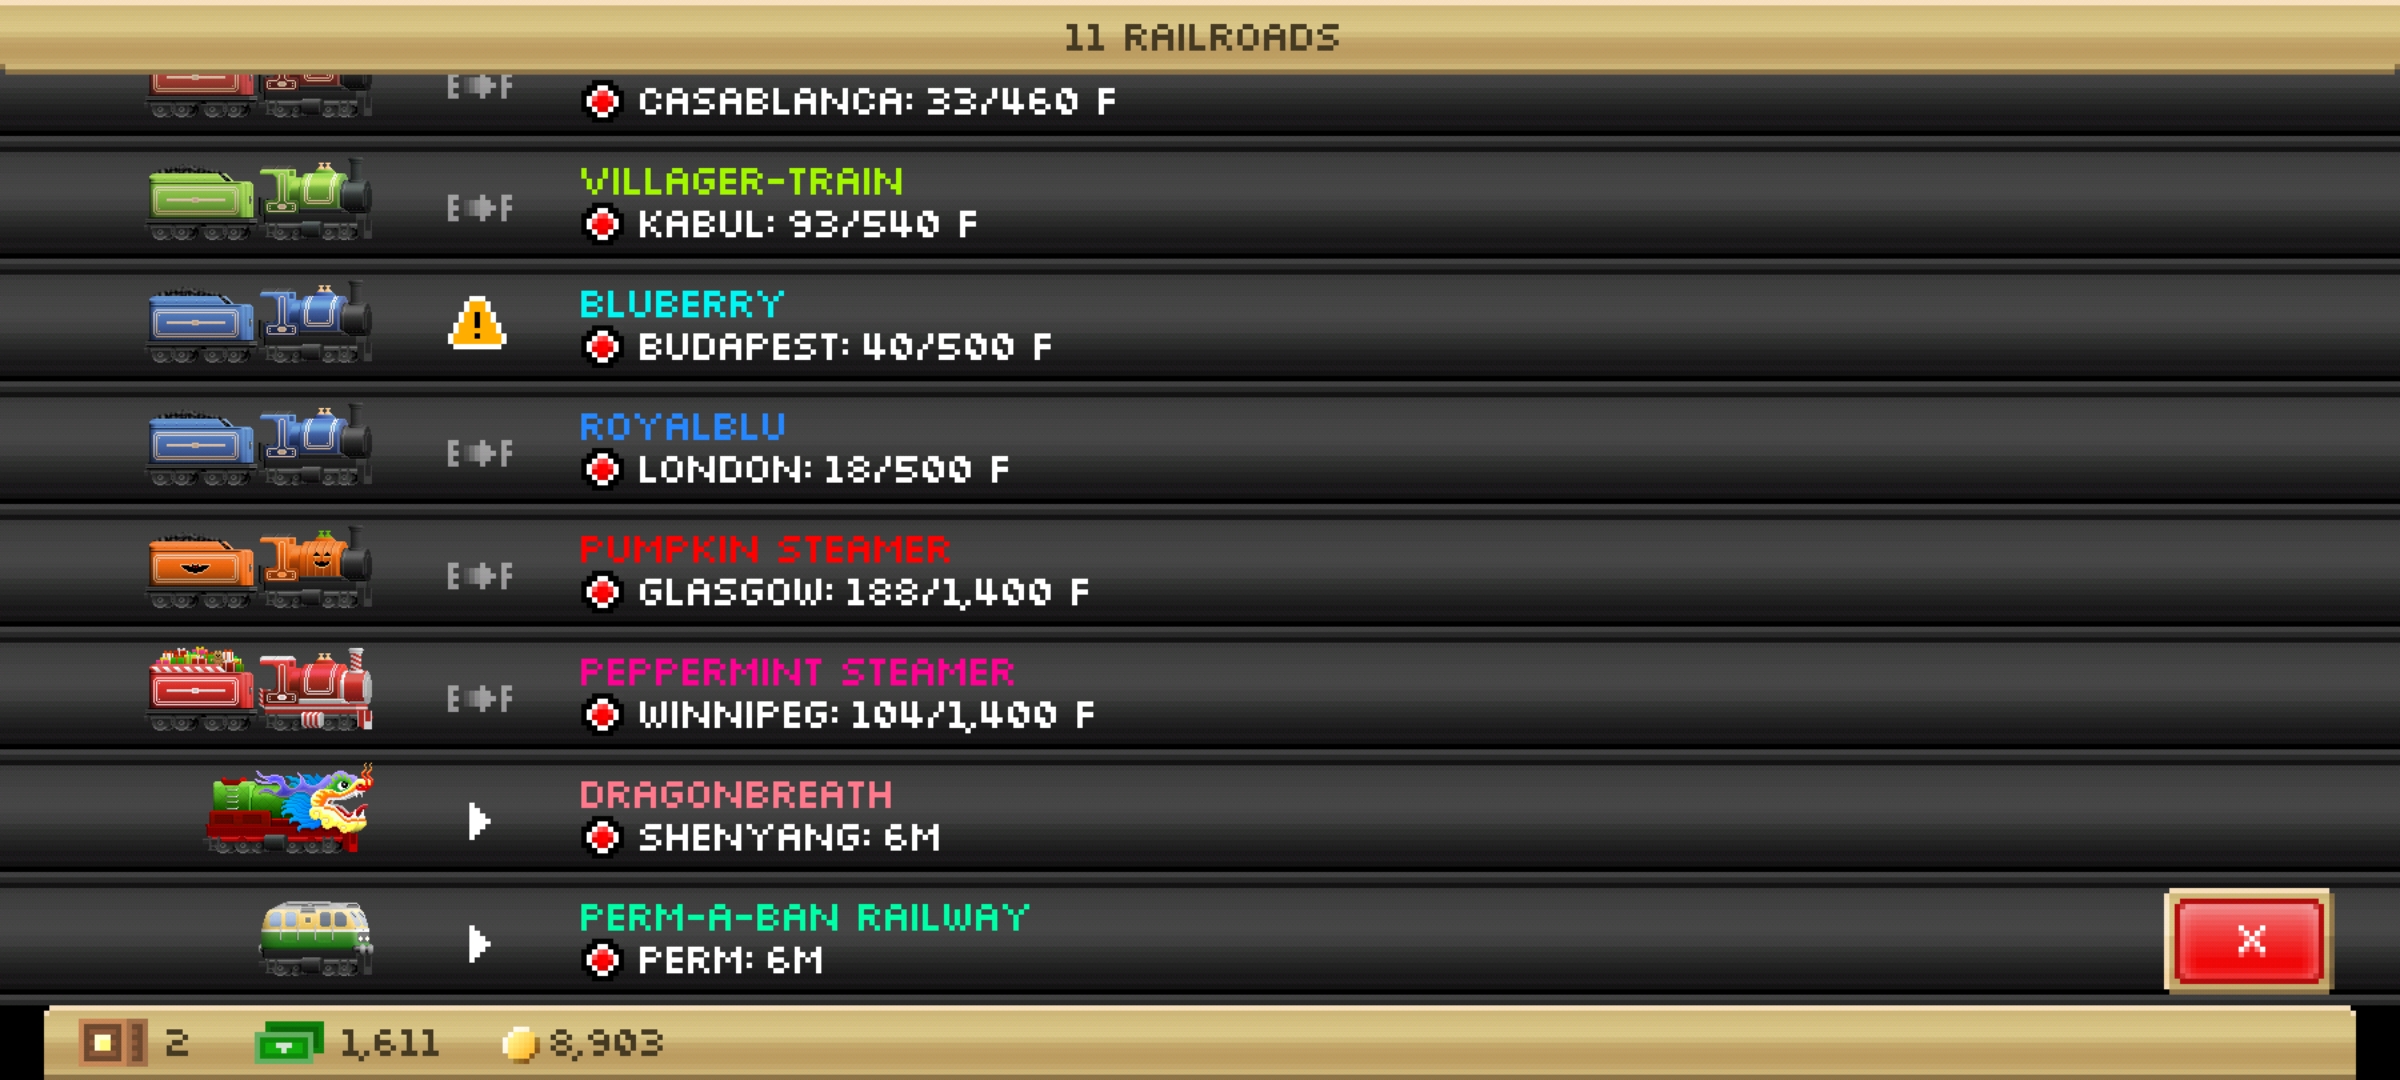 11 RAILROADS
E F
CASABLANCA: 33/460 F
VILLAGER-TRAIN
E F
KABUL: 93/540 F
BLUBERRY
!
BUDAPEST: 40/500 F
ROYALBLU
E F
LONDON: 18/500 F
PUMPKIN STEAMER
E F
GLASGOW: 188/1,400 F
PEPPERMINT STEAMER
E F
WINNIPEG: 104/1,400 F
DRAGONBREATH
SHENYANG: 6M
PERM-A-BAN RAILWAY
PERM: 6M
X
2 1,611 8,903